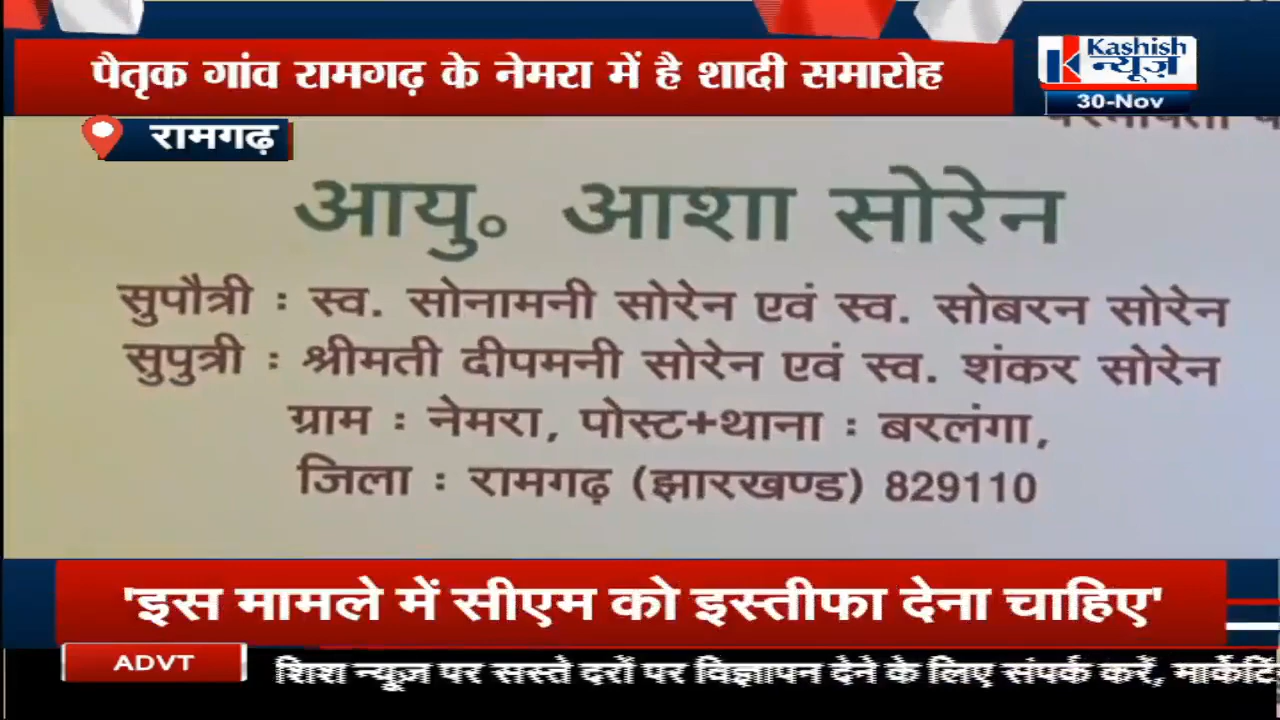 पैतृक गांव रामगढ़ के नेमरा में है शादी समारोह
Kashish
न्यूज़
30-Nov
रामगढ़
आयु॰ आशा सोरेन
सुपौत्री : स्व. सोनामनी सोरेन एवं स्व. सोबरन सोरेन
सुपुत्री : श्रीमती दीपमनी सोरेन एवं स्व. शंकर सोरेन
ग्राम : नेमरा, पोस्ट+थाना : बरलंगा,
जिला : रामगढ़ (झारखण्ड) 829110
'इस मामले में सीएम को इस्तीफा देना चाहिए'
ADVT
शिश न्यूज़ पर सस्ते दरों पर विज्ञापन देने के लिए संपर्क करें,